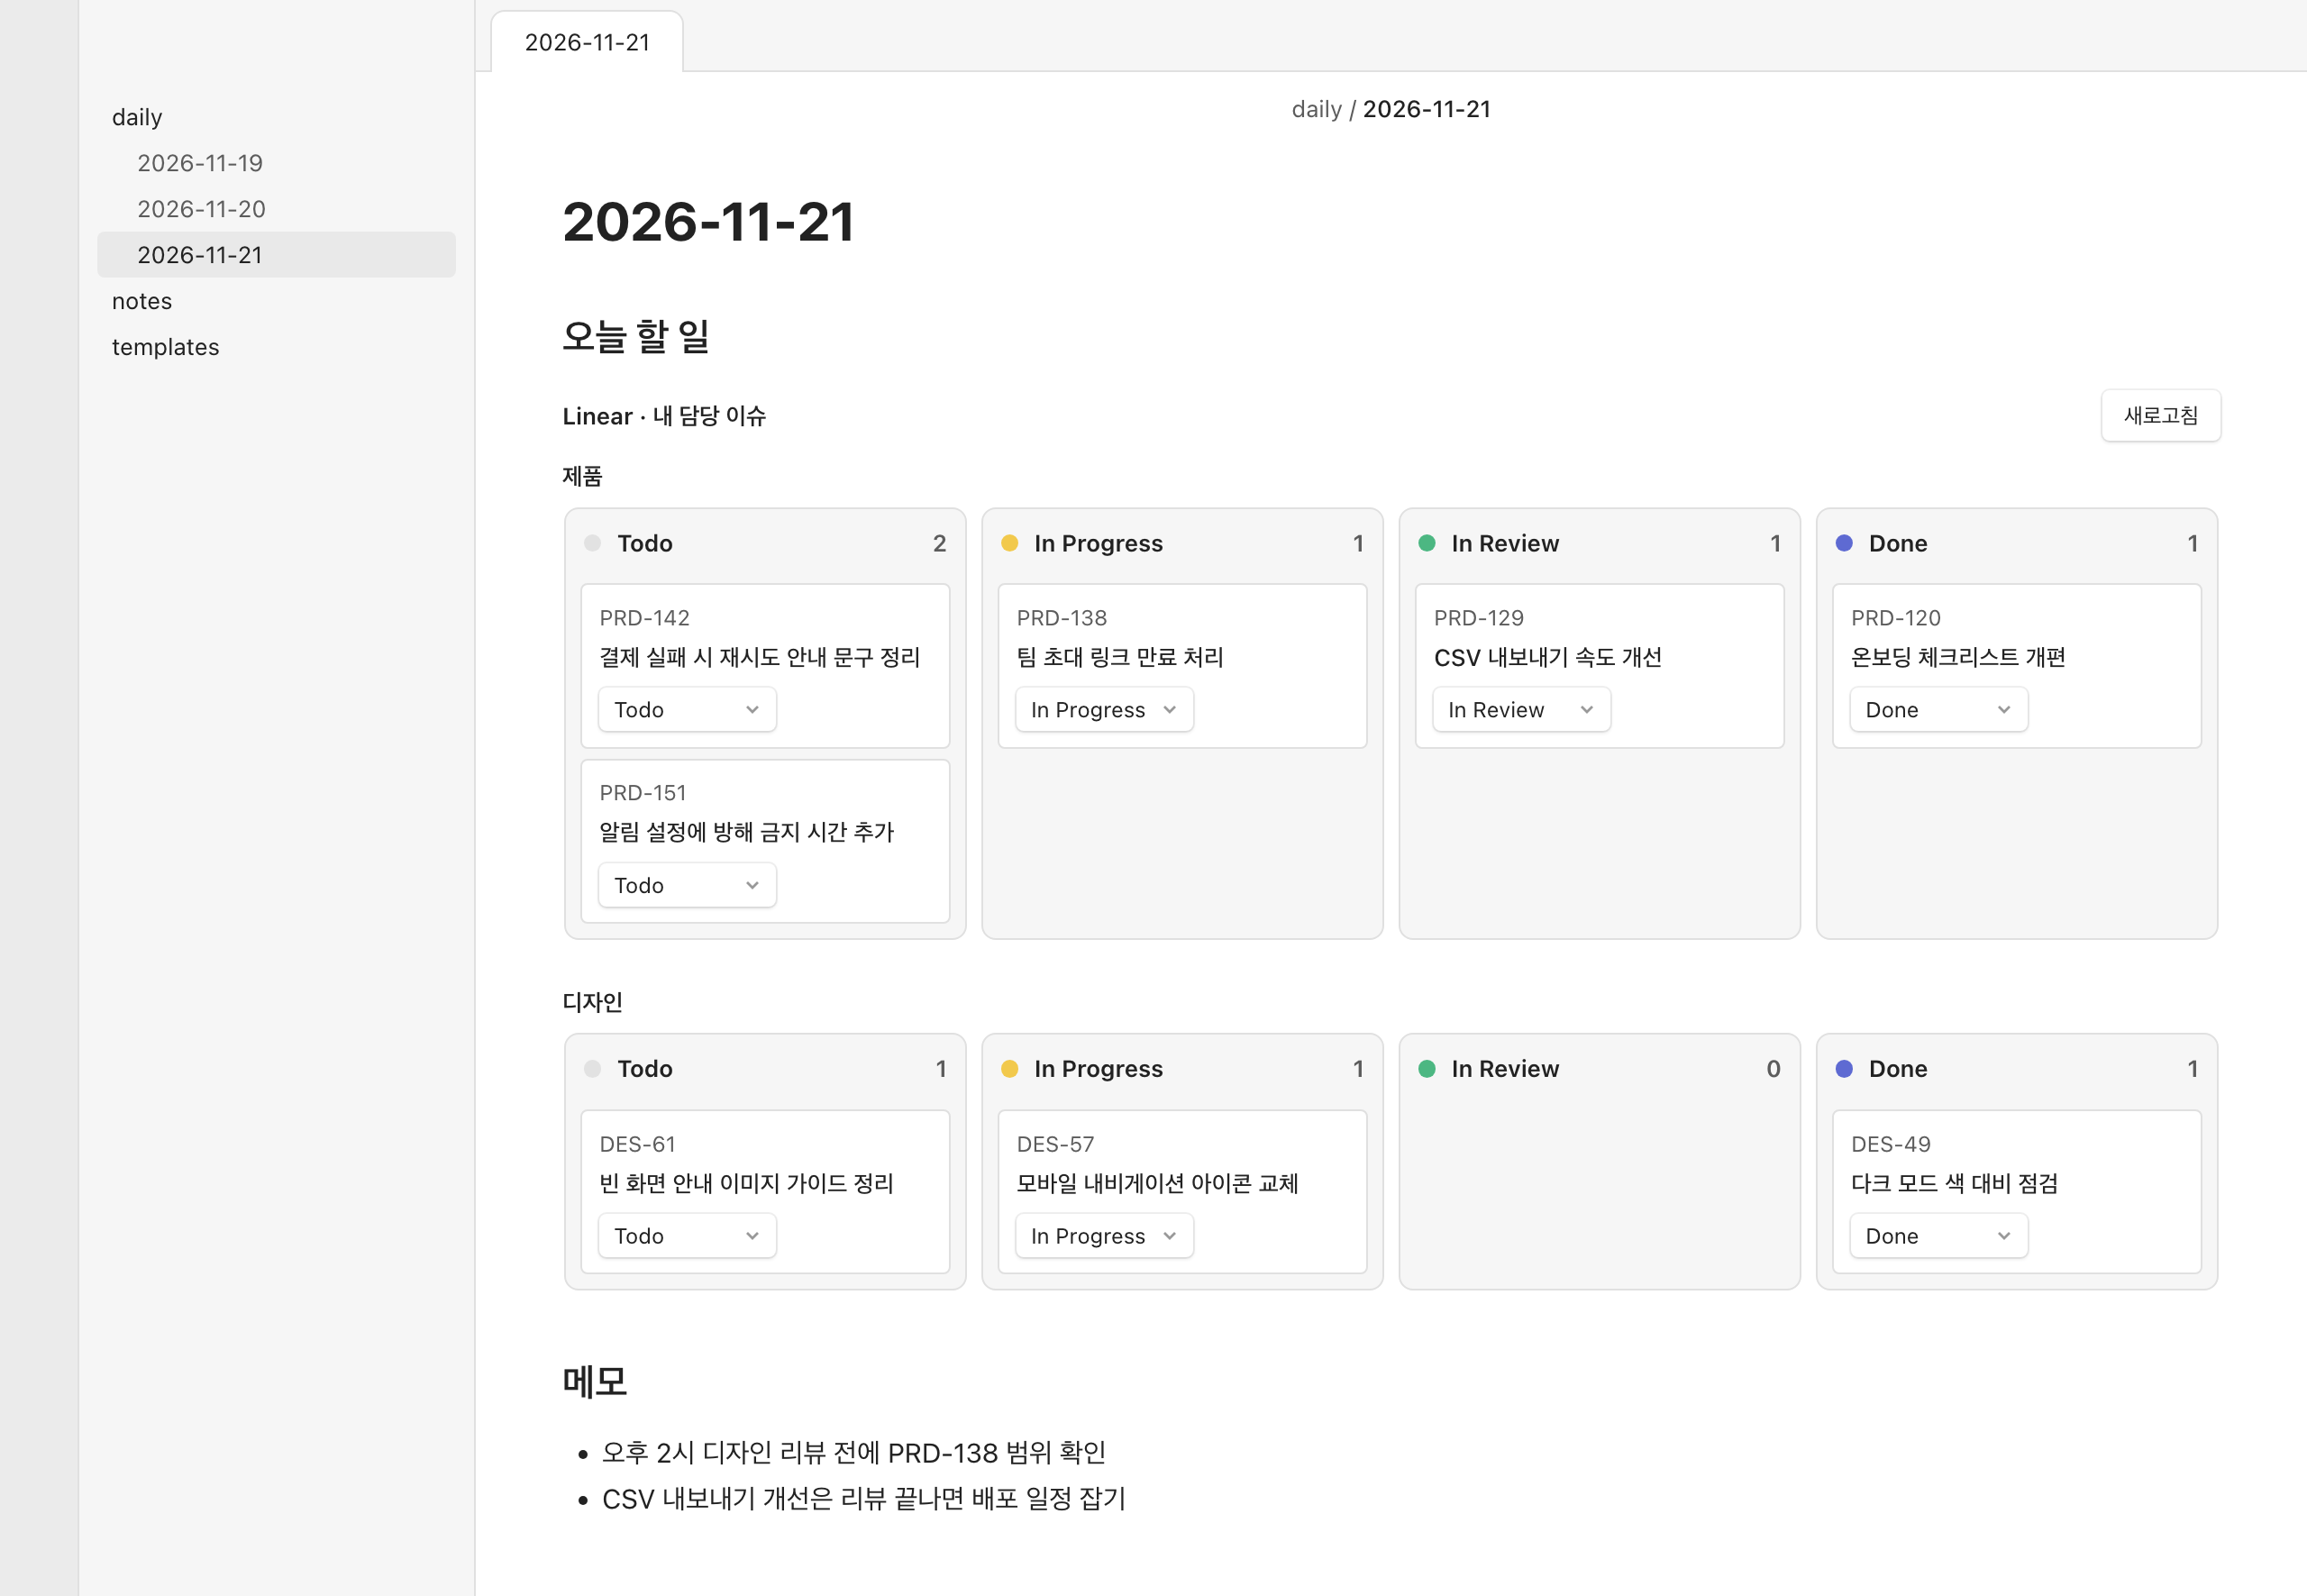 2026-11-21
daily
2026-11-19
2026-11-20
2026-11-21
notes
templates
daily / 2026-11-21
2026-11-21
오늘 할 일
Linear · 내 담당 이슈
새로고침
제품
Todo 2
PRD-142
결제 실패 시 재시도 안내 문구 정리
Todo
PRD-151
알림 설정에 방해 금지 시간 추가
Todo
In Progress 1
PRD-138
팀 초대 링크 만료 처리
In Progress
In Review 1
PRD-129
CSV 내보내기 속도 개선
In Review
Done 1
PRD-120
온보딩 체크리스트 개편
Done
디자인
Todo 1
DES-61
빈 화면 안내 이미지 가이드 정리
Todo
In Progress 1
DES-57
모바일 내비게이션 아이콘 교체
In Progress
In Review 0
Done 1
DES-49
다크 모드 색 대비 점검
Done
메모
• 오후 2시 디자인 리뷰 전에 PRD-138 범위 확인
• CSV 내보내기 개선은 리뷰 끝나면 배포 일정 잡기